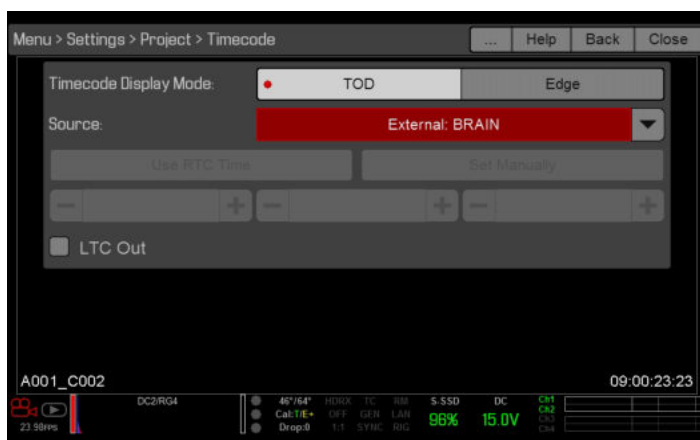 Menu > Settings > Project > Timecode ... Help Back Close
Timecode Display Mode: TOD Edge
Source: External: BRAIN
Use RTC Time Set Manually
LTC Out
A001_C002 09:00:23:23
DC2/RG4 46°/64° HDRX TC RM S.SSD DC Ch1
Cal:T/E+ OFF GEN LAN 96% 15.0V Ch2
23.98FPS Drop:0 1:1 SYNC RIG Ch3
Ch4